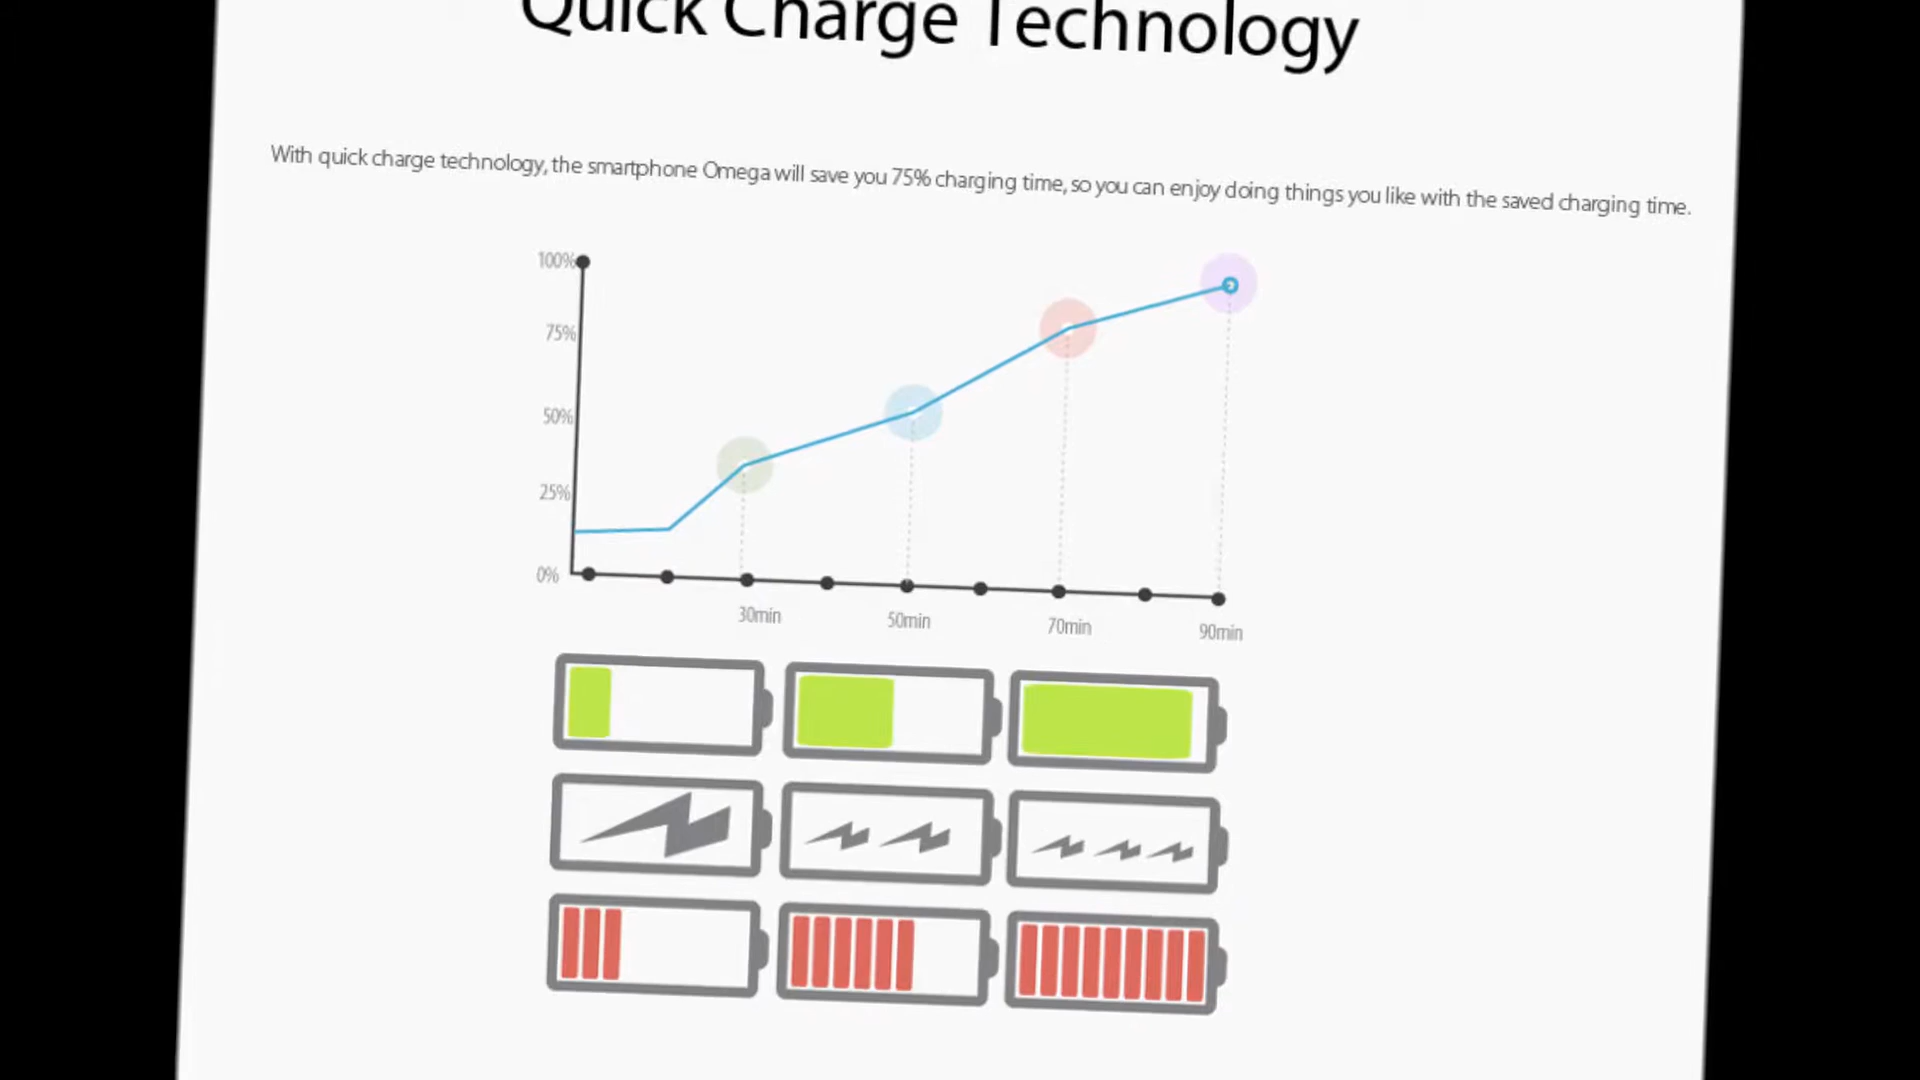 Quick Charge Technology
With quick charge technology, the smartphone Omega will save you 75% charging time, so you can enjoy doing things you like with the saved charging time.
100%
75%
50%
25%
0%
30min
50min
70min
90min